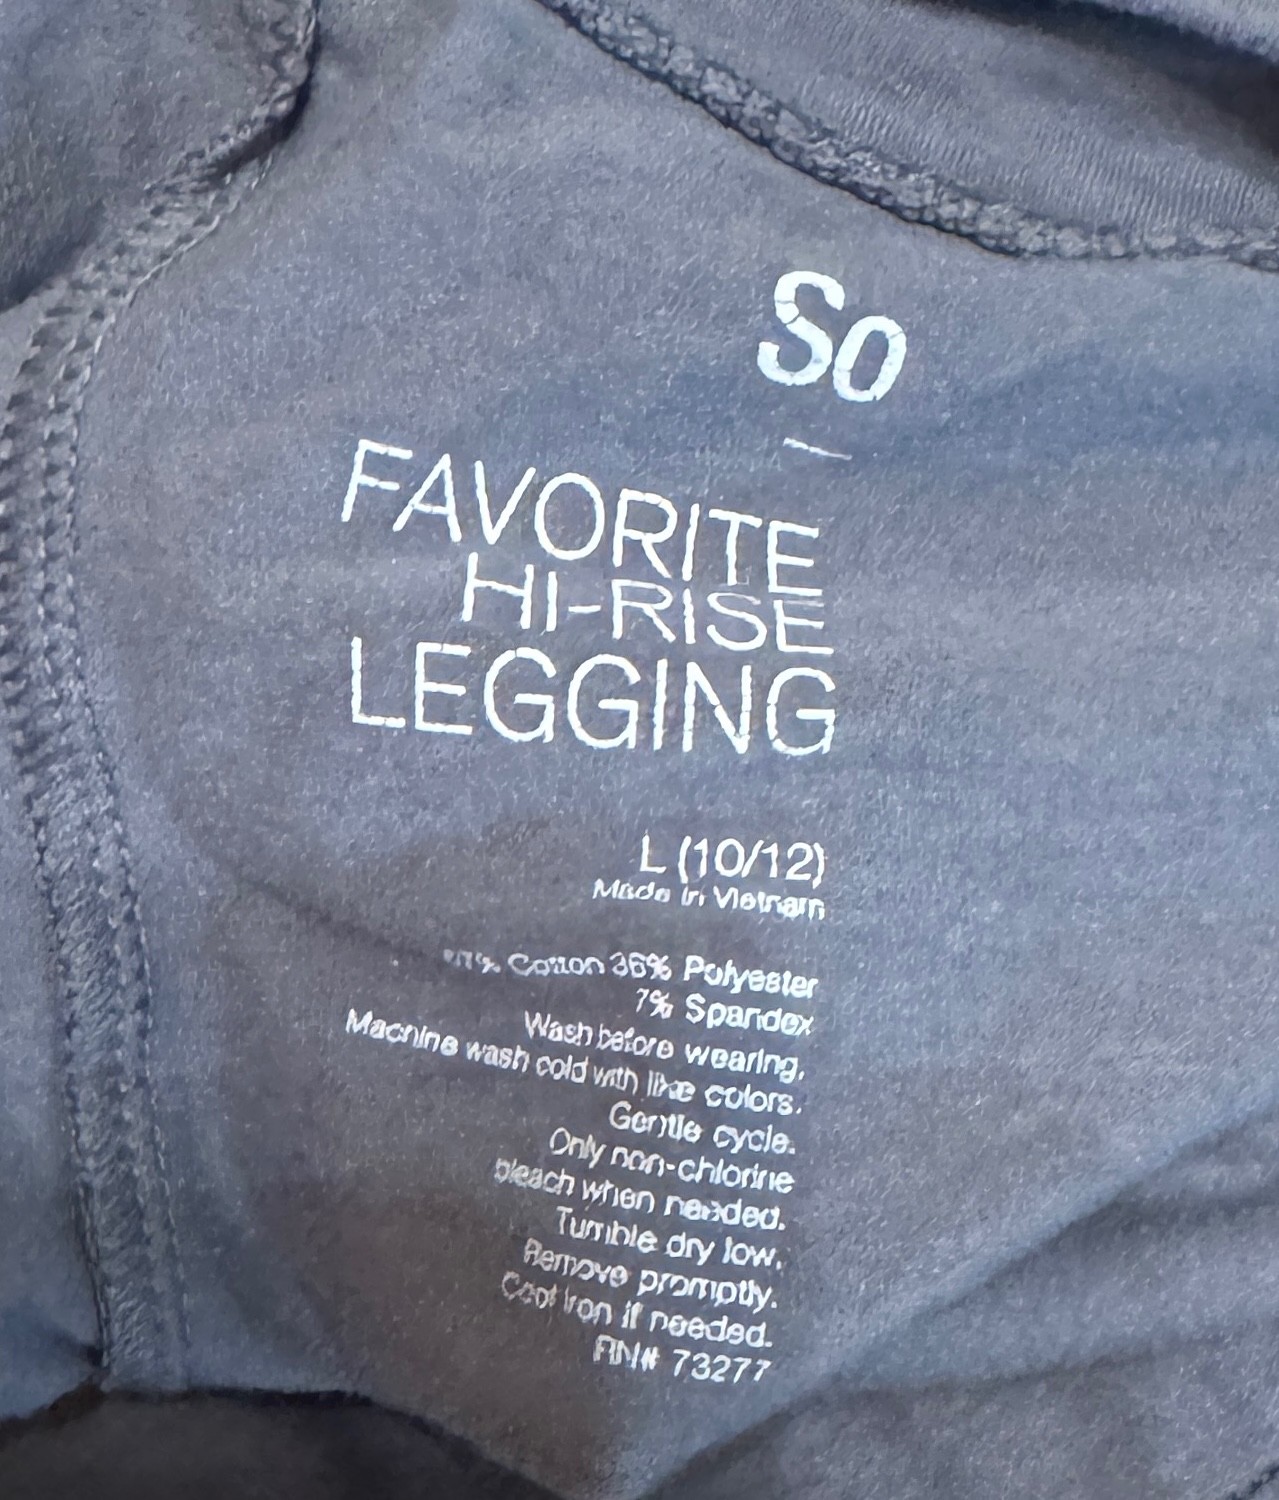 So
FAVORITE
HI-RISE
LEGGING
L (10/12)
Made in Vietnam
Cotton 36% Polyester
7% Spandex
Wash before wearing.
Machine wash cold with like colors.
Gentle cycle.
Only non-chlorine
bleach when needed.
Tumble dry low.
Remove promptly.
Cool iron if needed.
RN# 73277